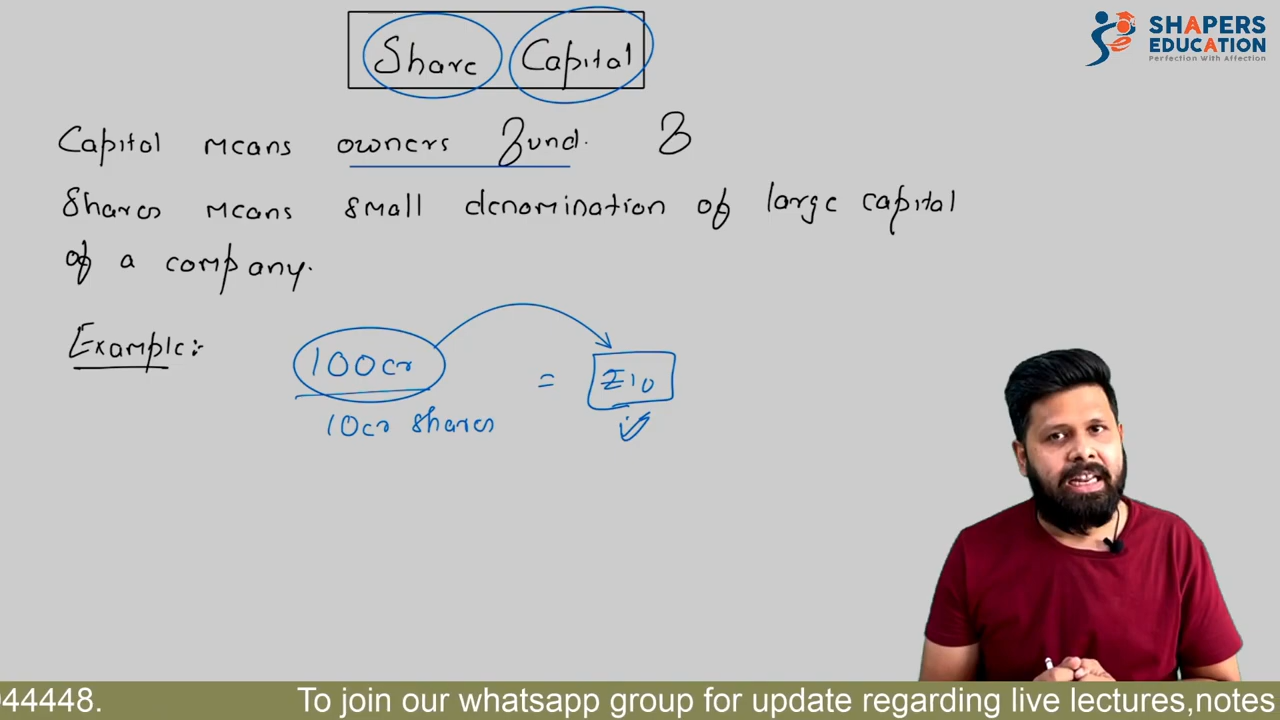 SHAPERS
EDUCATION
Perfection With Affection
Share Capital
Capital means owners fund.
Shares means small denomination of large capital
of a company.
Example:
100cr
10cr shares
= ₹10
944448. To join our whatsapp group for update regarding live lectures,notes